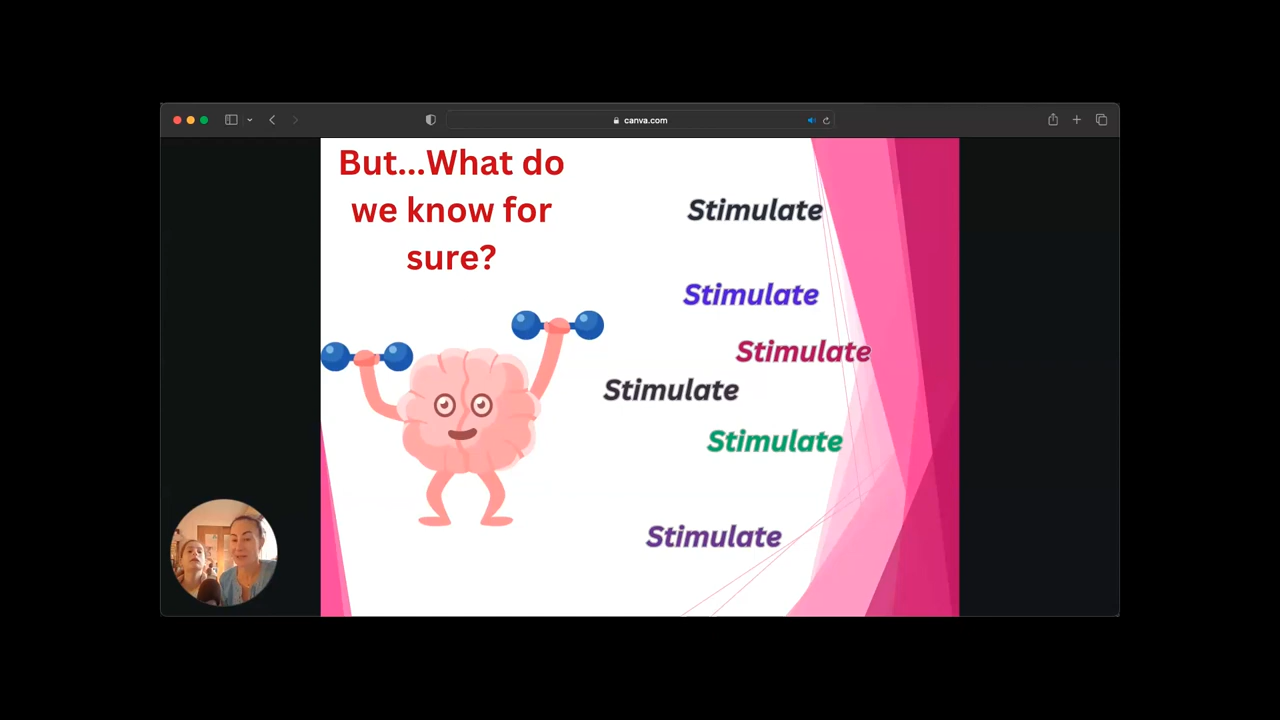 canva.com
But...What do
we know for
sure?
Stimulate
Stimulate
Stimulate
Stimulate
Stimulate
Stimulate